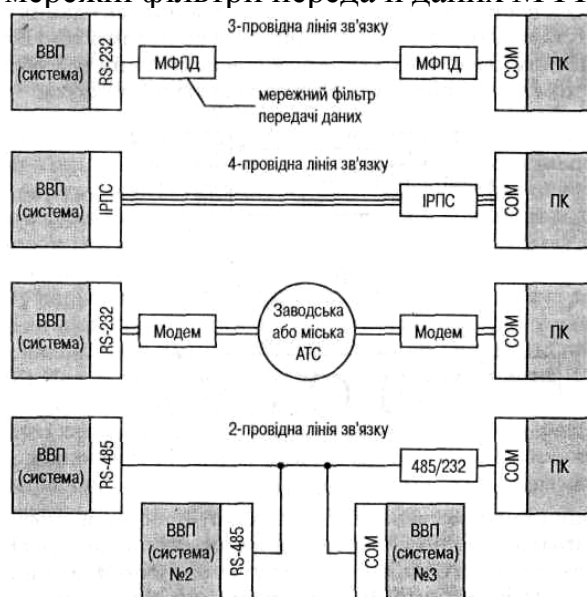 мережні фільтри передачі даних МФП
3-провідна лінія зв'язку
ВВП
(система)
RS-232
МФПД
МФПД
COM
ПК
мережний фільтр
передачі даних
4-провідна лінія зв'язку
ВВП
(система)
ІРПС
ІРПС
COM
ПК
ВВП
(система)
RS-232
Модем
Заводська
або міська
АТС
Модем
COM
ПК
2-провідна лінія зв'язку
ВВП
(система)
RS-485
485/232
COM
ПК
ВВП
(система)
№2
RS-485
COM
ВВП
(система)
№3